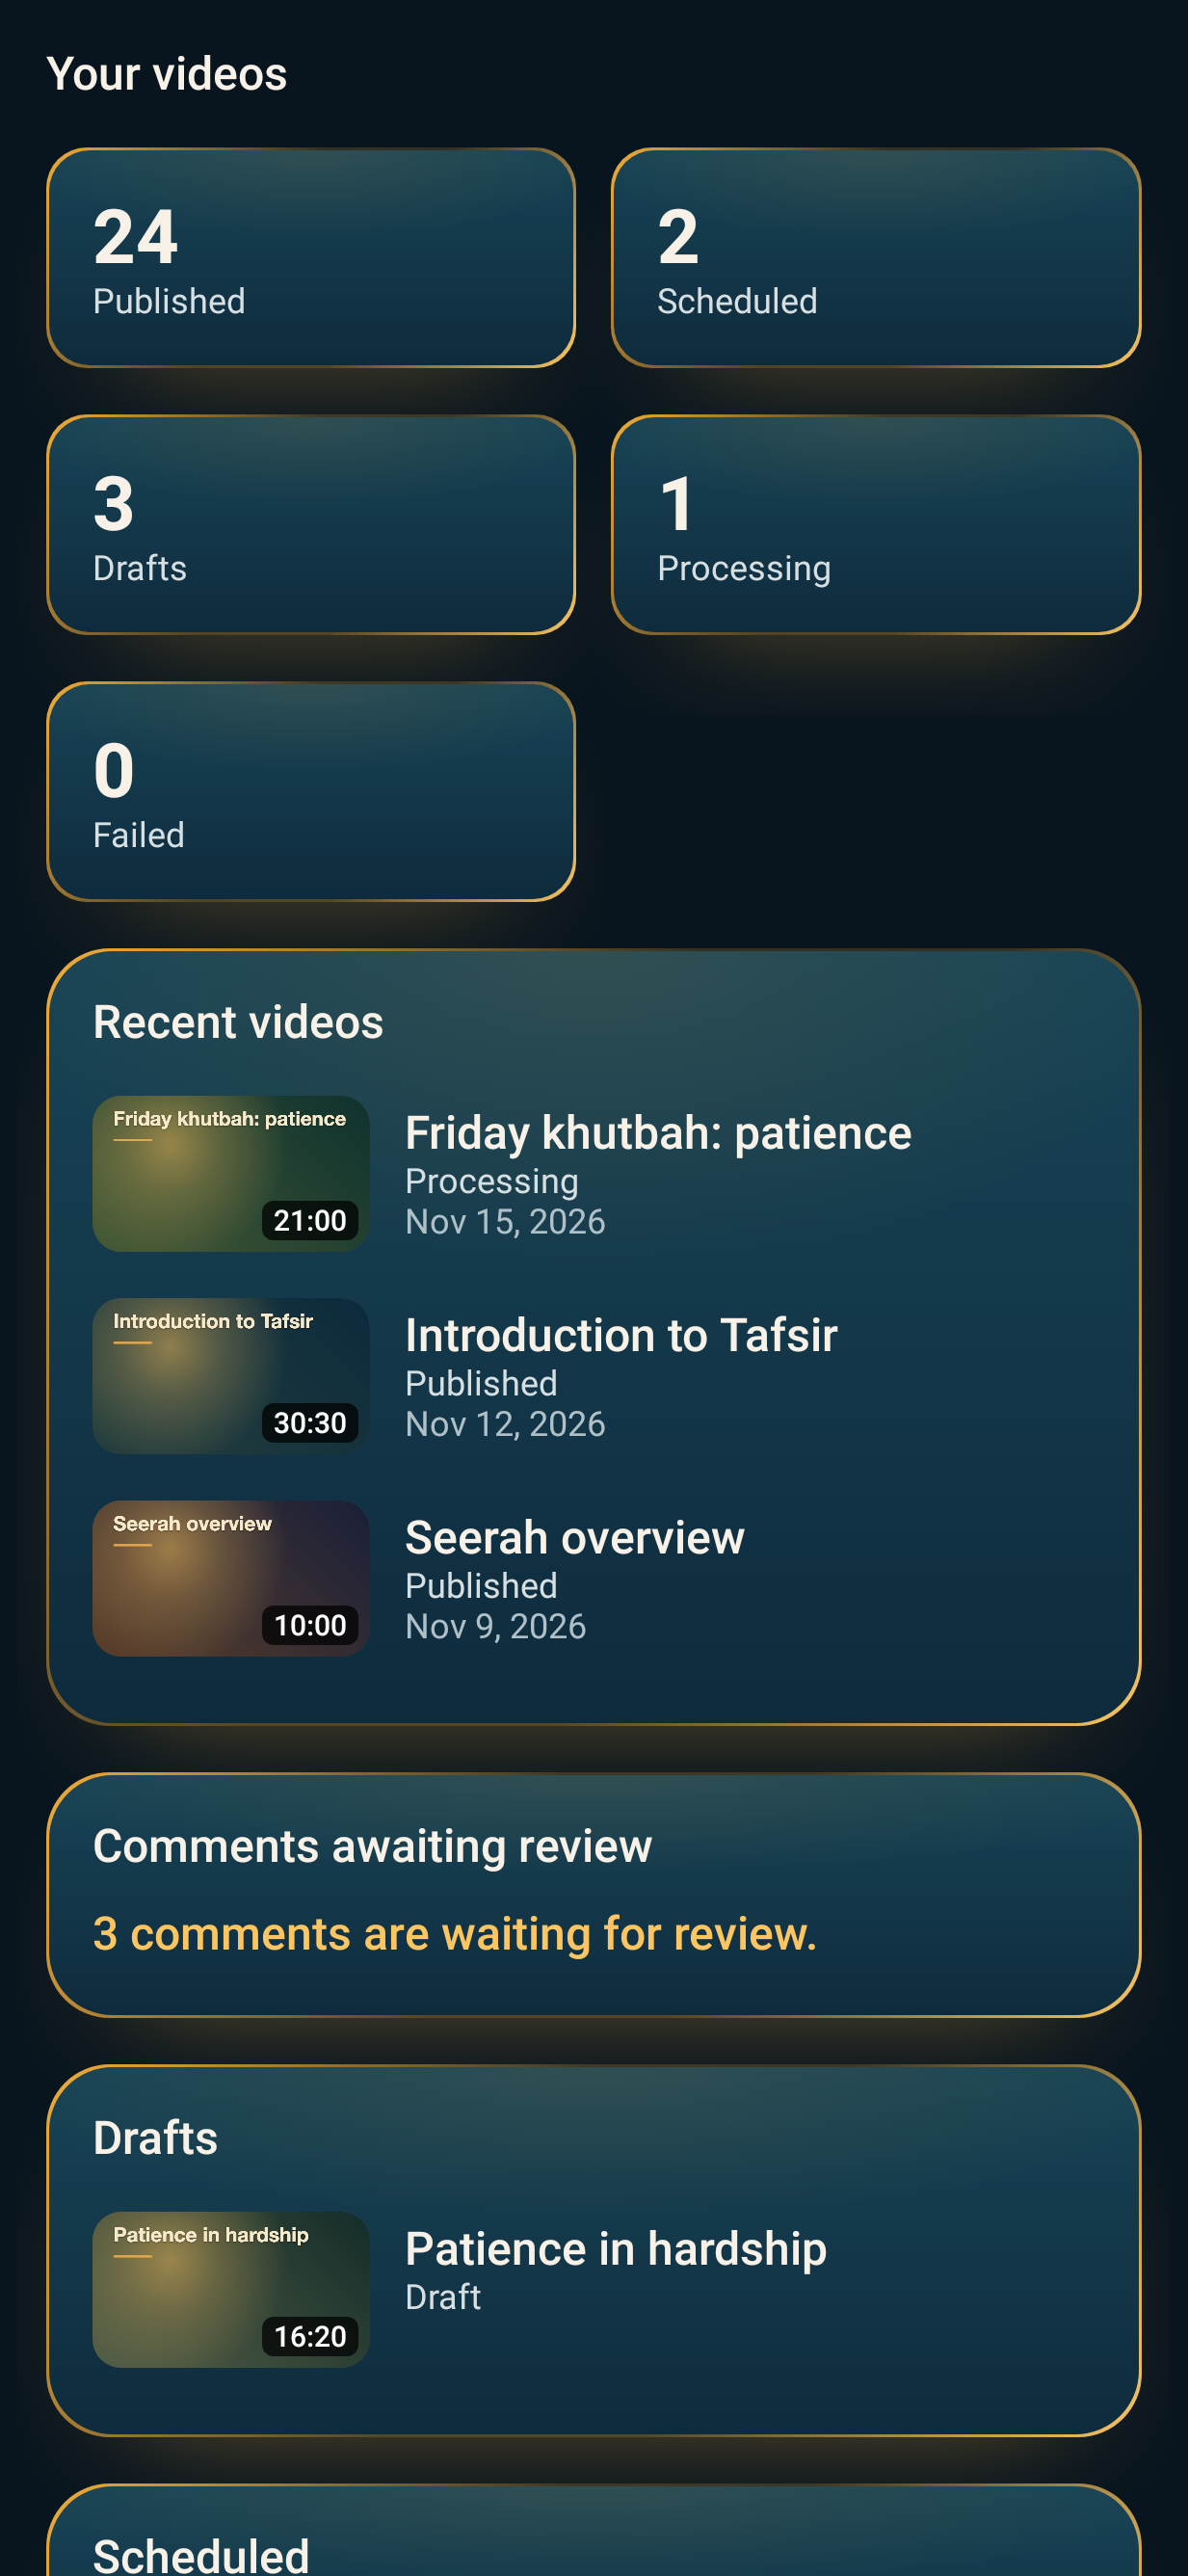 Your videos
24
Published
2
Scheduled
3
Drafts
1
Processing
0
Failed
Recent videos
Friday khutbah: patience
21:00
Friday khutbah: patience
Processing
Nov 15, 2026
Introduction to Tafsir
30:30
Introduction to Tafsir
Published
Nov 12, 2026
Seerah overview
10:00
Seerah overview
Published
Nov 9, 2026
Comments awaiting review
3 comments are waiting for review.
Drafts
Patience in hardship
16:20
Patience in hardship
Draft
Scheduled